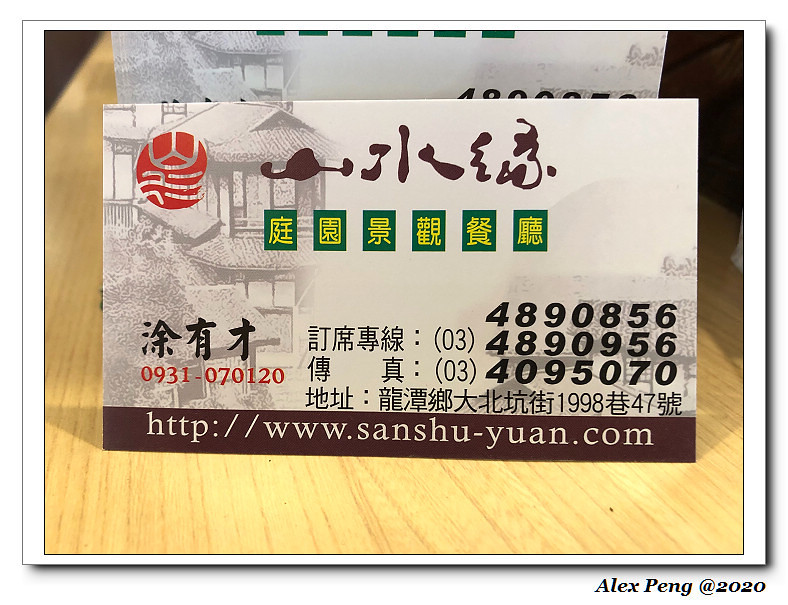 山水緣
庭園景觀餐廳
涂有才
0931-070120
4890856
訂席專線：(03) 4890956
傳 真：(03) 4095070
地址：龍潭鄉大北坑街1998巷47號
http://www.sanshu-yuan.com
Alex Peng @2020